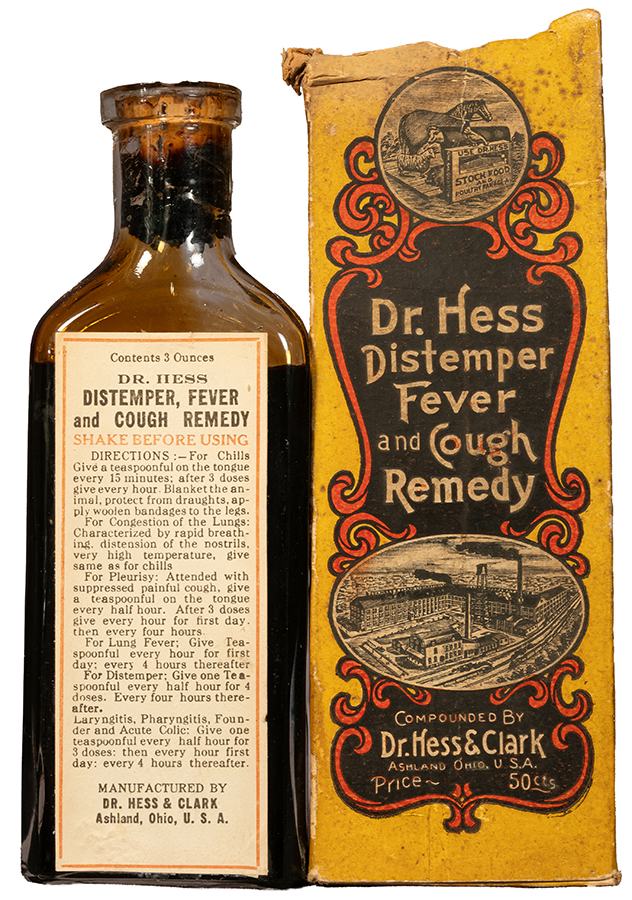 Contents 3 Ounces
DR. HESS
DISTEMPER, FEVER
and COUGH REMEDY
SHAKE BEFORE USING
DIRECTIONS :— For Chills
Give a teaspoonful on the tongue
every 15 minutes; after 3 doses
give every hour. Blanket the an-
imal, protect from draughts, ap-
ply woolen bandages to the legs.
For Congestion of the Lungs:
Characterized by rapid breath-
ing, distension of the nostrils,
very high temperature, give
same as for chills
For Pleurisy: Attended with
suppressed painful cough, give
a teaspoonful on the tongue
every half hour. After 3 doses
give every hour for first day.
then every four hours
For Lung Fever; Give Tea-
spoonful every hour for first
day; every 4 hours thereafter
For Distemper; Give one Tea-
spoonful every half hour for 4
doses. Every four hours there-
after.
Laryngitis, Pharyngitis, Foun-
der and Acute Colic: Give one
teaspoonful every half hour for
3 doses: then every hour first
day: every 4 hours thereafter.
MANUFACTURED BY
DR. HESS & CLARK
Ashland, Ohio, U. S. A.
USE DR. HESS
STOCK FOOD
AND
POULTRY
Dr. Hess
Distemper
Fever
and Cough
Remedy
COMPOUNDED BY
Dr. Hess & Clark
ASHLAND OHIO. U. S. A.
Price~ 50cts